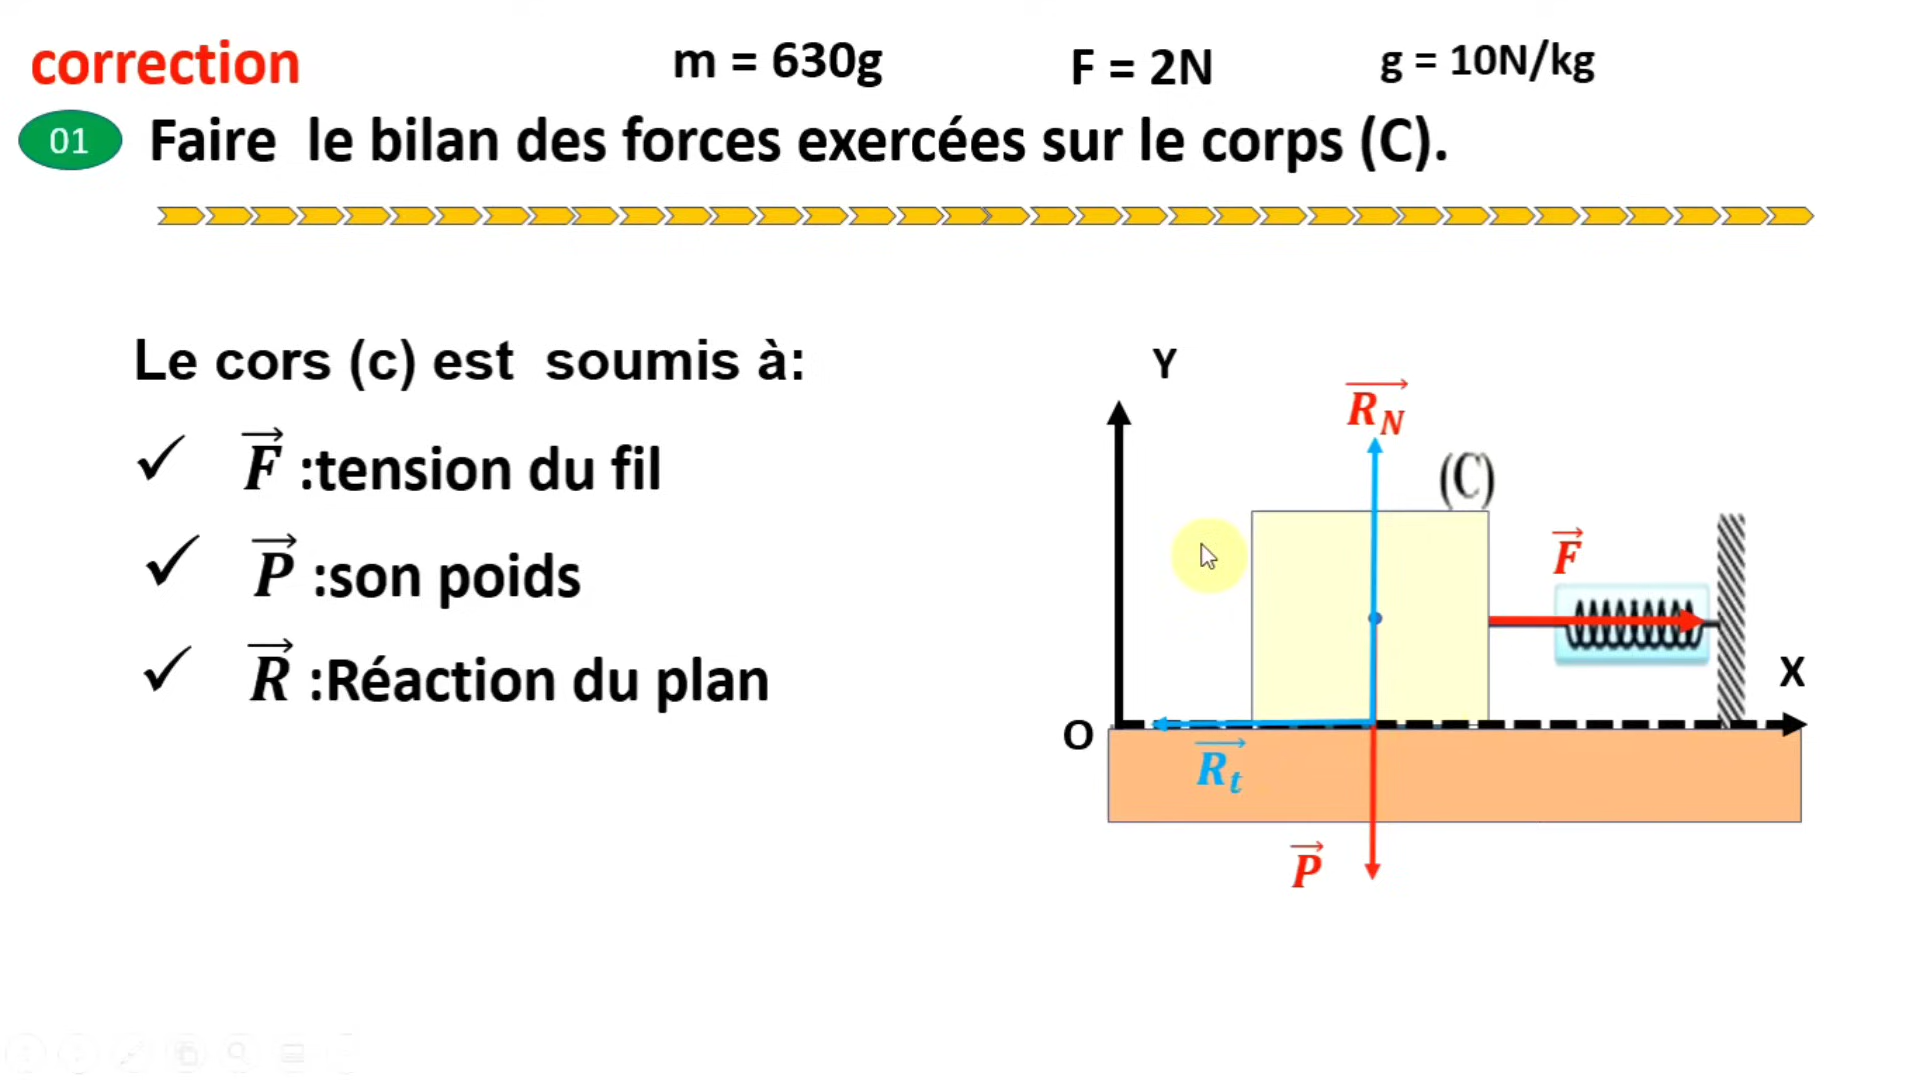 correction
m = 630g
F = 2N
g = 10N/kg
01 Faire le bilan des forces exercées sur le corps (C).
Le cors (c) est soumis à:
✓ F⃗ :tension du fil
✓ P⃗ :son poids
✓ R⃗ :Réaction du plan
Y
R_N
(C)
F⃗
X
O
R_t
P⃗